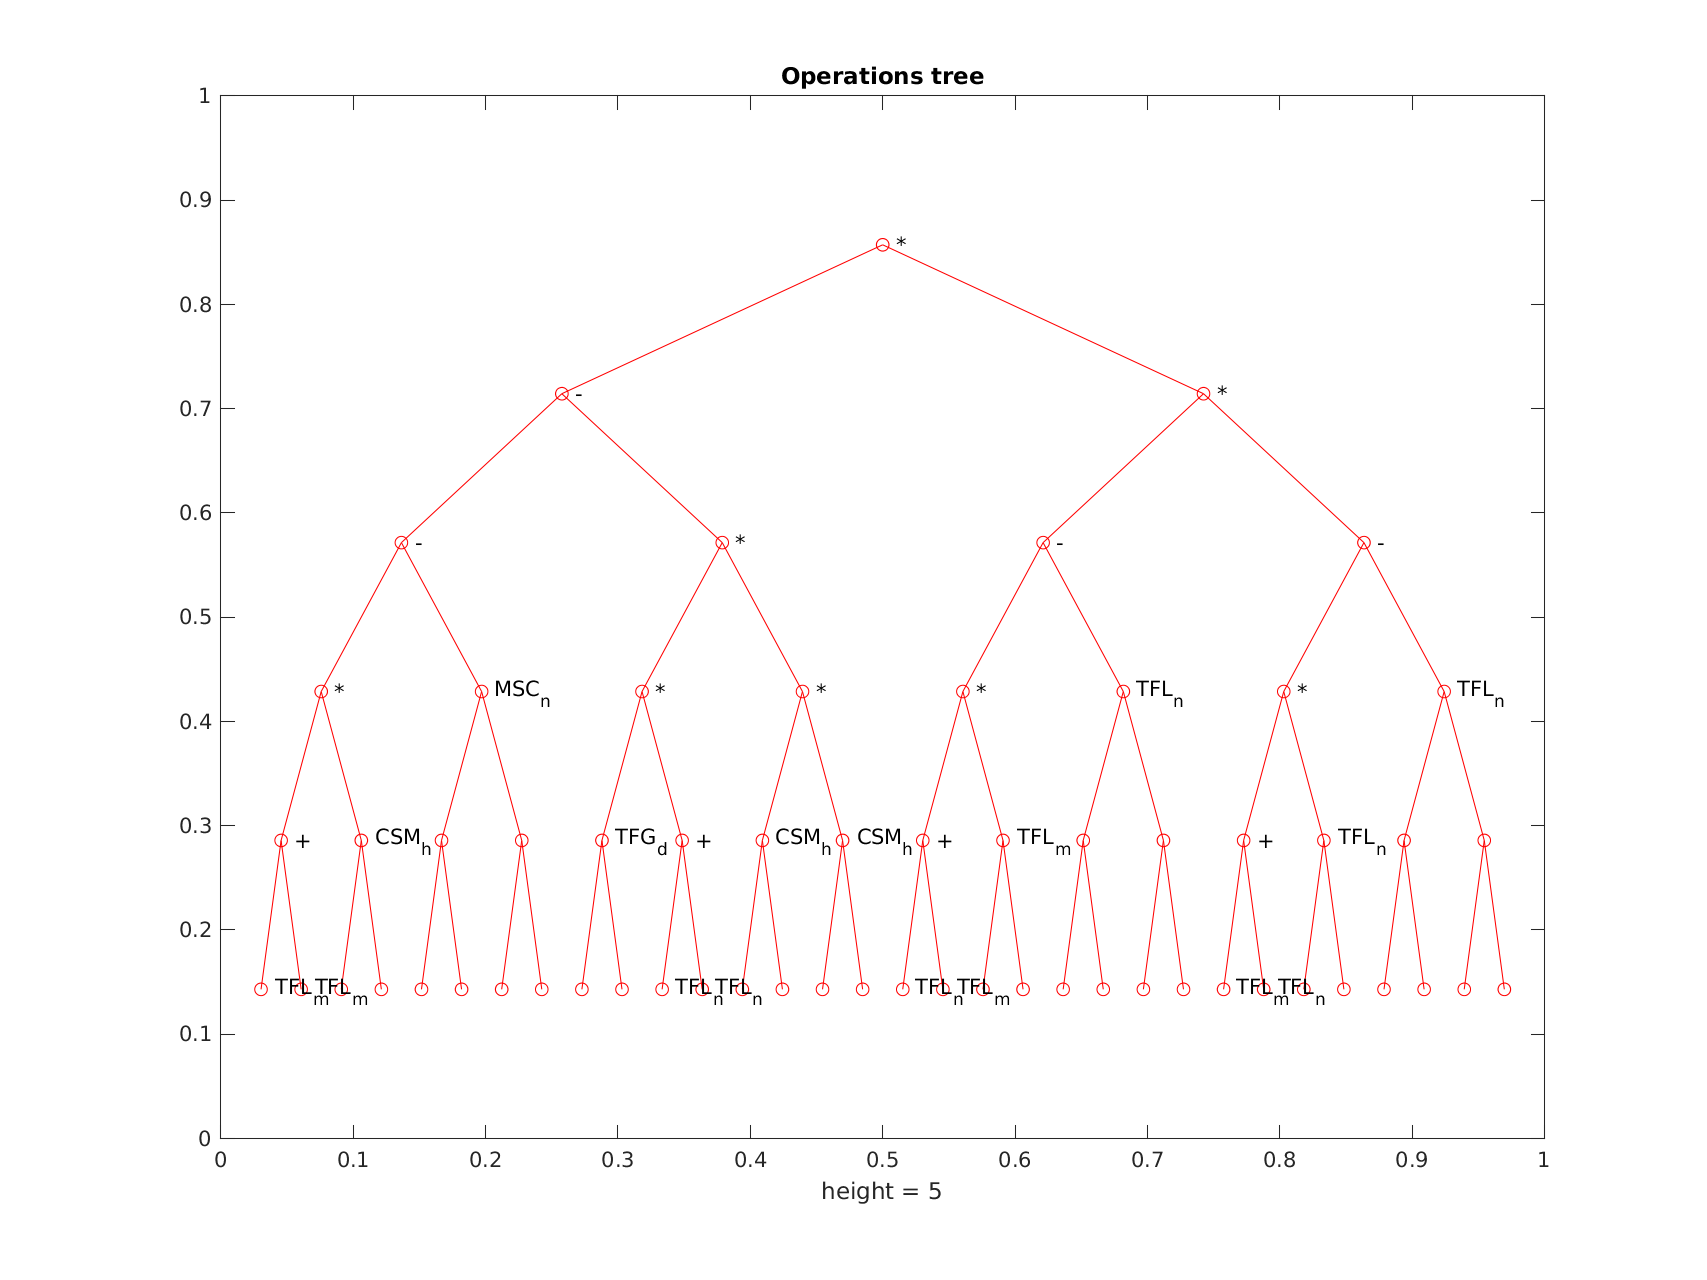 Operations tree
1
0.9
*
0.8
- *
0.7
0.6
- * - -
0.5
* MSC_n * * * TFL_n * TFL_n
0.4
0.3
+ CSM_h TFG_d + CSM_h CSM_h + TFL_m + TFL_n
0.2
TFL_m TFL_m TFL_n TFL_n TFL_n TFL_m TFL_m TFL_n
0.1
0
0 0.1 0.2 0.3 0.4 0.5 0.6 0.7 0.8 0.9 1
height = 5